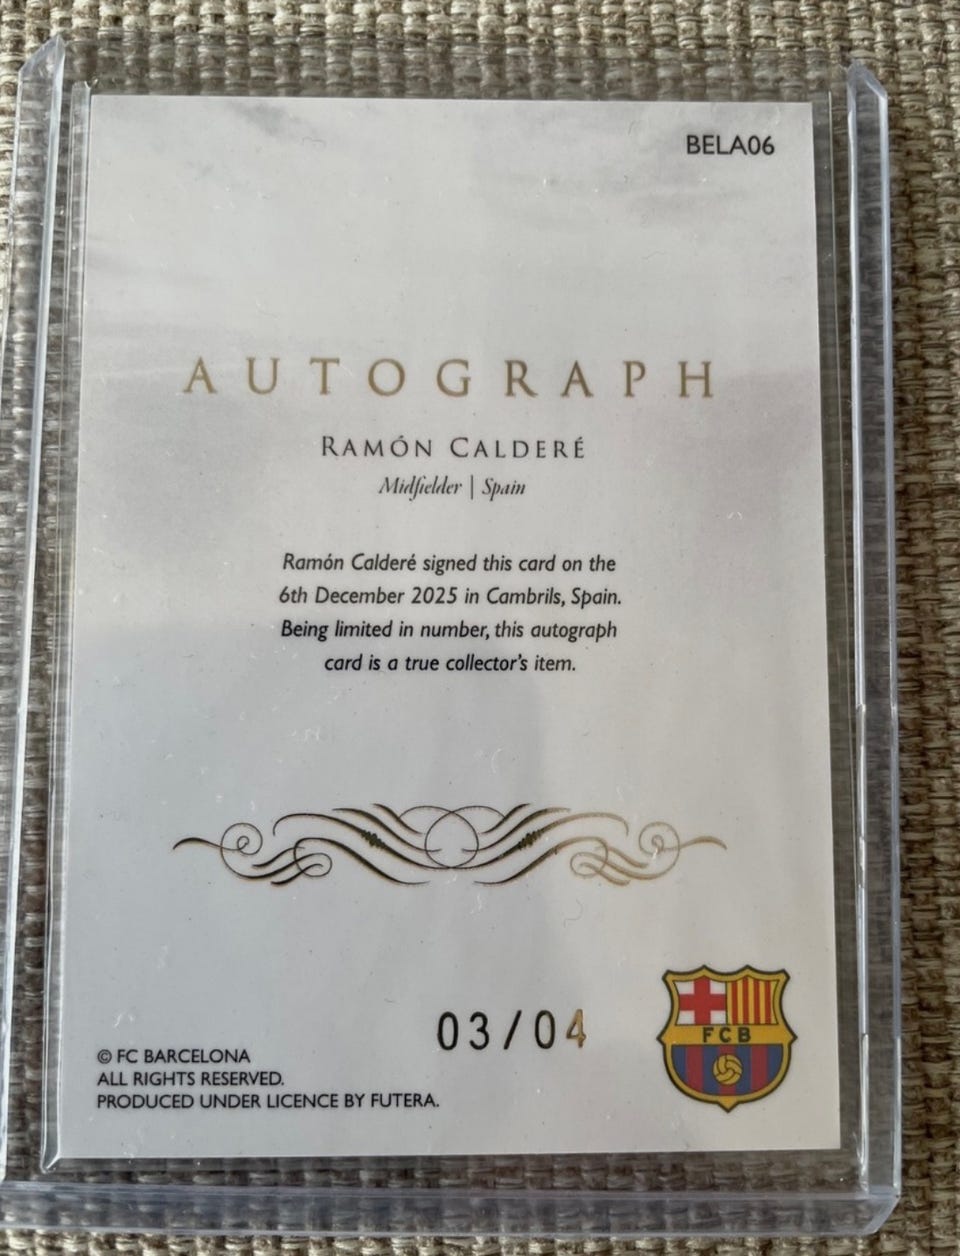 BELA06
AUTOGRAPH
RAMÓN CALDERÉ
Midfielder | Spain
Ramón Calderé signed this card on the
6th December 2025 in Cambrils, Spain.
Being limited in number, this autograph
card is a true collector's item.
03/04
FCB
© FC BARCELONA
ALL RIGHTS RESERVED.
PRODUCED UNDER LICENCE BY FUTERA.